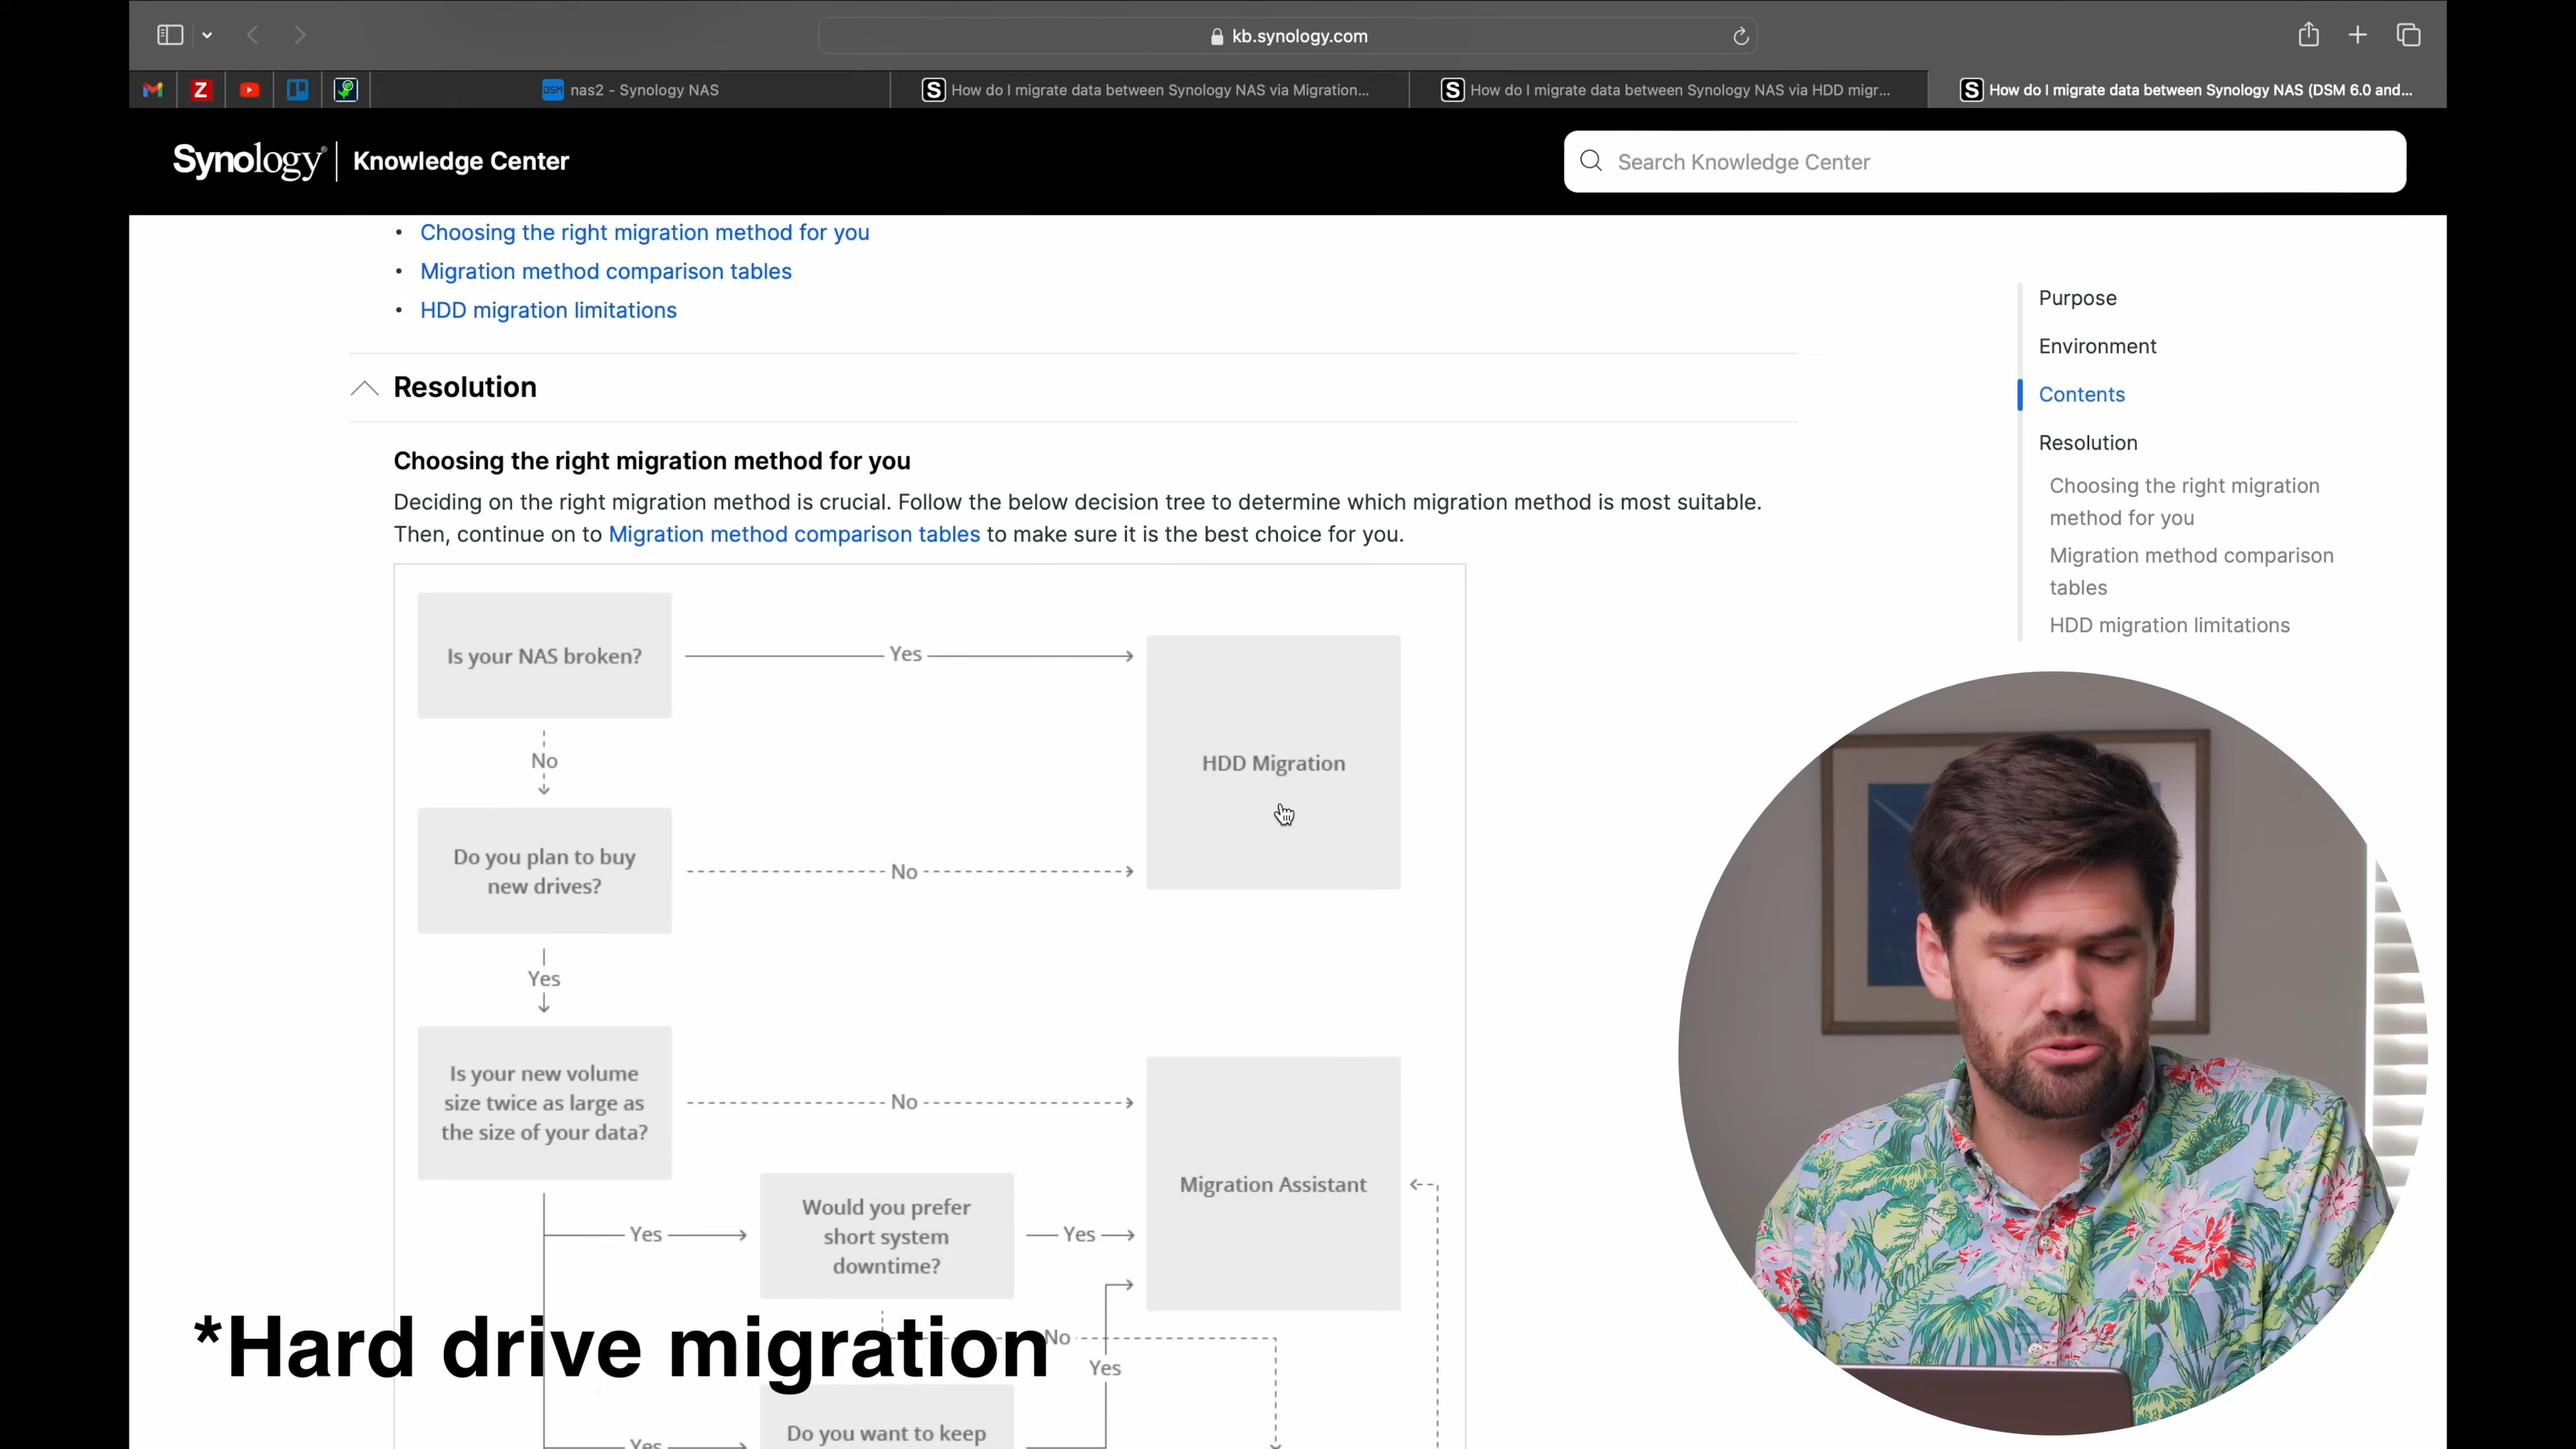 kb.synology.com
nas2 - Synology NAS
How do I migrate data between Synology NAS via Migration...
How do I migrate data between Synology NAS via HDD migr...
How do I migrate data between Synology NAS (DSM 6.0 and...
Synology Knowledge Center
Search Knowledge Center
• Choosing the right migration method for you
• Migration method comparison tables
• HDD migration limitations
Resolution
Choosing the right migration method for you
Deciding on the right migration method is crucial. Follow the below decision tree to determine which migration method is most suitable.
Then, continue on to Migration method comparison tables to make sure it is the best choice for you.
Is your NAS broken?
Yes
HDD Migration
No
Do you plan to buy
new drives?
No
Yes
Is your new volume
size twice as large as
the size of your data?
No
Migration Assistant
Yes
Would you prefer
short system
downtime?
Yes
No
Yes
Yes
Do you want to keep
*Hard drive migration
Purpose
Environment
Contents
Resolution
Choosing the right migration
method for you
Migration method comparison
tables
HDD migration limitations